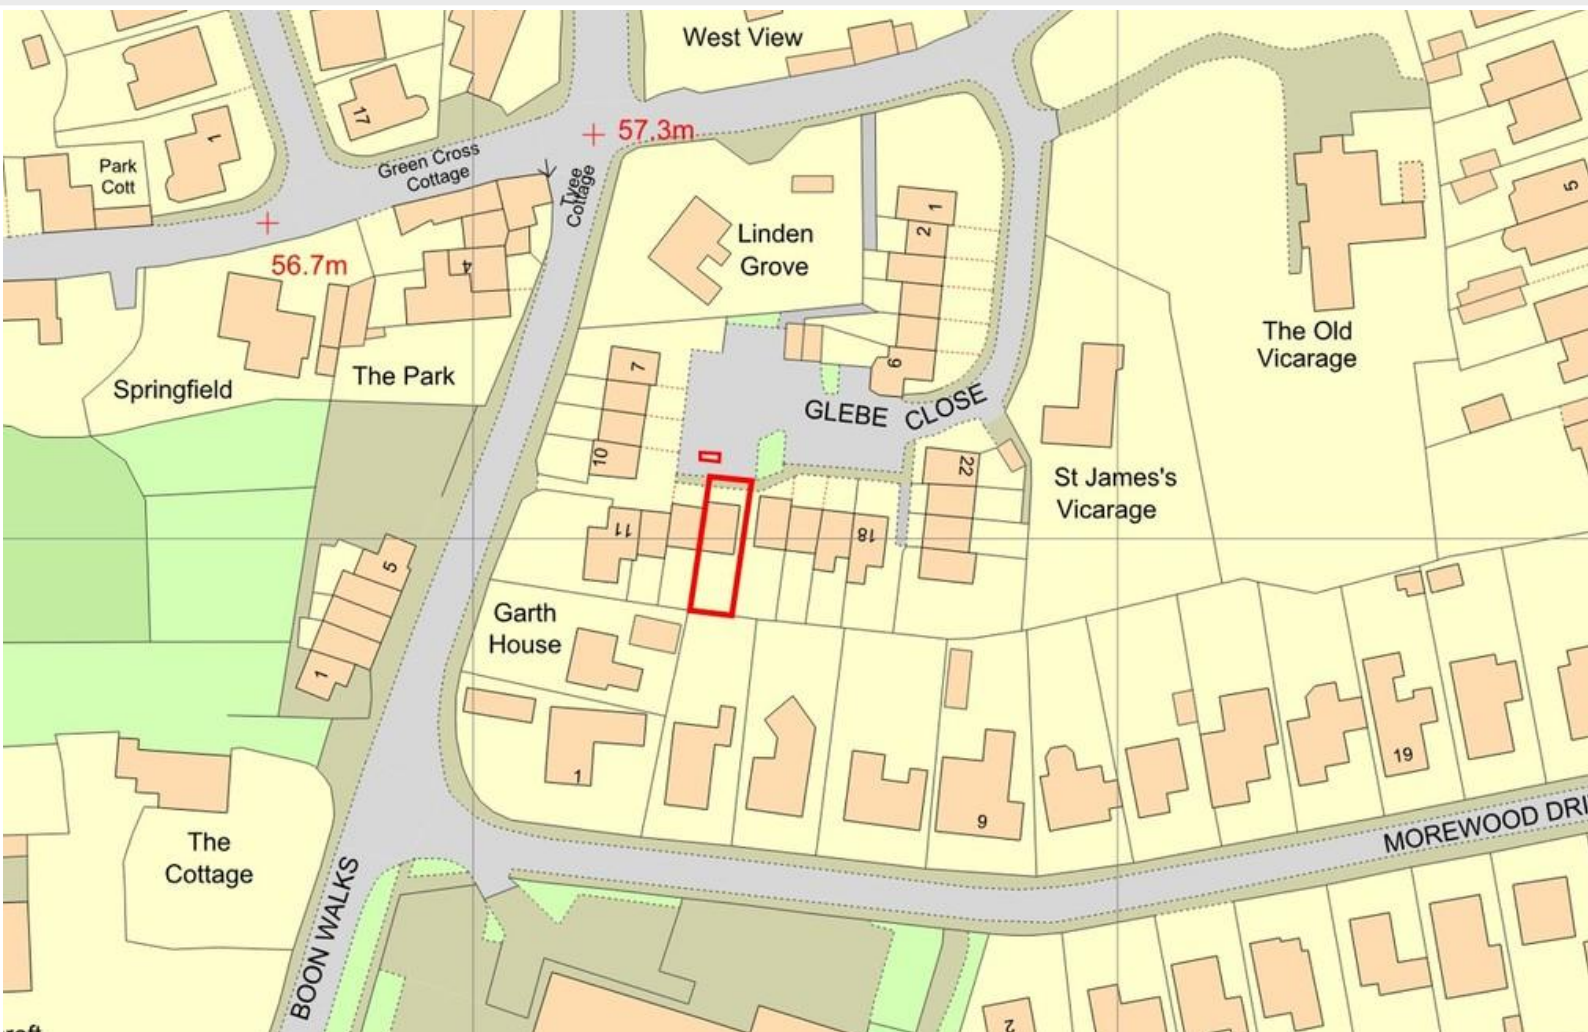 West View
57.3m
17
1
Park
Cott
Green Cross
Cottage
Tyee
Cottage
5
1
2
Linden
Grove
56.7m
4
The Old
Vicarage
Springfield
The Park
7
6
GLEBE CLOSE
10
22
St James's
Vicarage
11
18
5
Garth
House
1
1
9
19
The
Cottage
MOREWOOD DRI
BOON WALKS
2